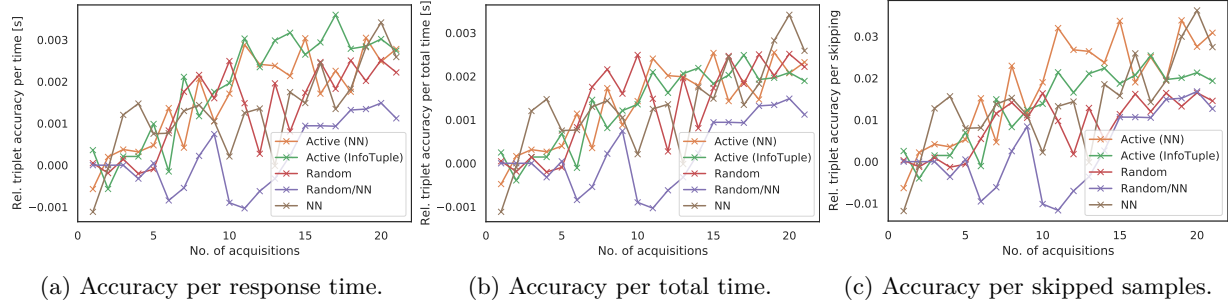 Rel. triplet accuracy per time [s]
0.003
0.002
0.001
0.000
−0.001
0
5
10
15
20
No. of acquisitions
Active (NN)
Active (InfoTuple)
Random
Random/NN
NN
(a) Accuracy per response time.
Rel. triplet accuracy per total time [s]
0.003
0.002
0.001
0.000
−0.001
0
5
10
15
20
No. of acquisitions
Active (NN)
Active (InfoTuple)
Random
Random/NN
NN
(b) Accuracy per total time.
Rel. triplet accuracy per skipping
0.03
0.02
0.01
0.00
−0.01
0
5
10
15
20
No. of acquisitions
Active (NN)
Active (InfoTuple)
Random
Random/NN
NN
(c) Accuracy per skipped samples.